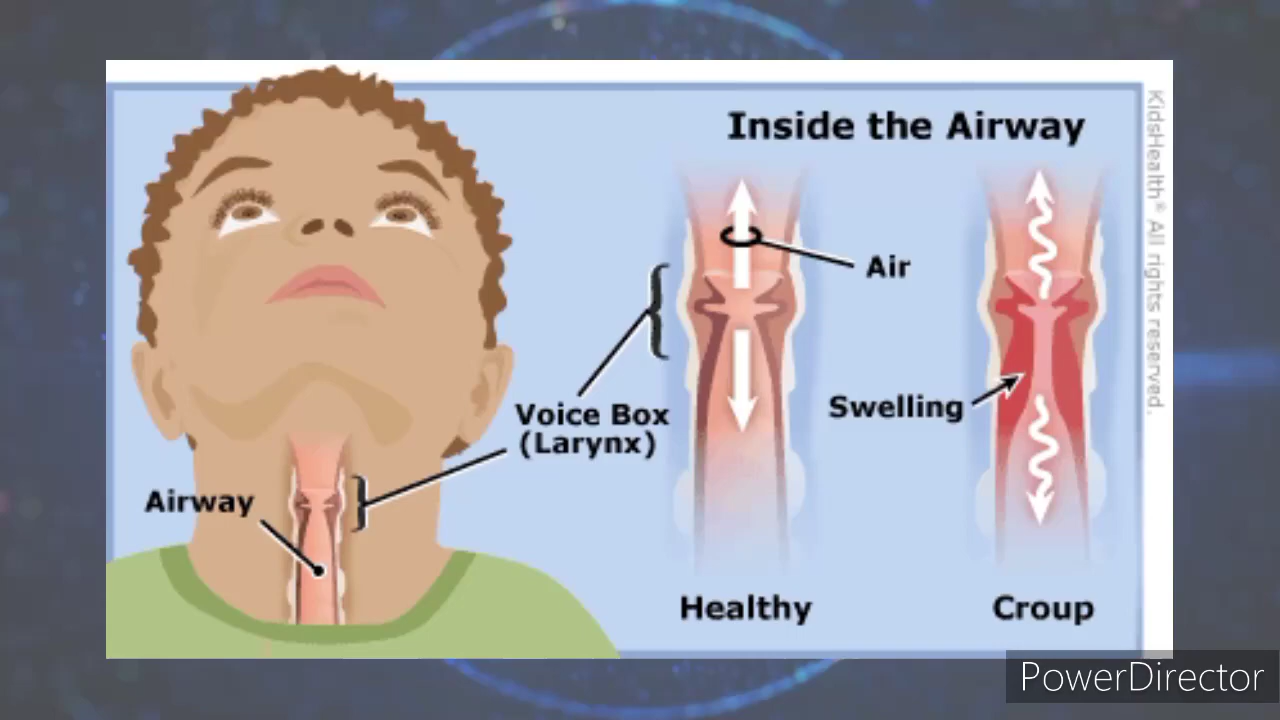 Inside the Airway
Air
Voice Box
(Larynx)
Swelling
Airway
Healthy
Croup
KidsHealth® All rights reserved.
PowerDirector